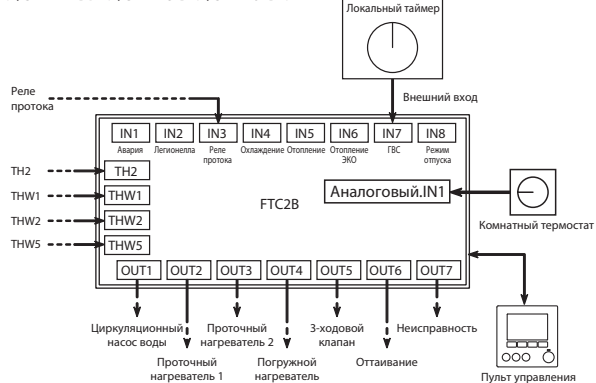 Локальный таймер
Реле
протока
Внешний вход
IN1 IN2 IN3 IN4 IN5 IN6 IN7 IN8
Авария Легионелла Реле протока Охлаждение Отопление Отопление ЭКО ГВС Режим отпуска
TH2 TH2
THW1 THW1
THW2 THW2
THW5 THW5
FTC2B
Аналоговый.IN1
Комнатный термостат
OUT1 OUT2 OUT3 OUT4 OUT5 OUT6 OUT7
Циркуляционный
насос воды
Проточный
нагреватель 1
Проточный
нагреватель 2
Погружной
нагреватель
3-ходовой
клапан
Оттаивание
Неисправность
Пульт управления